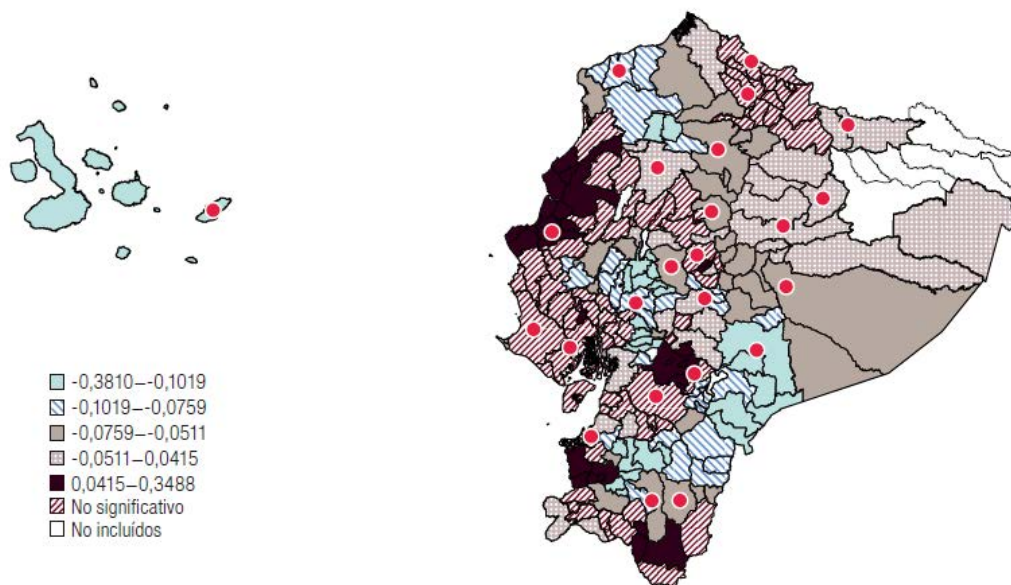 -0,3810–-0,1019
-0,1019–-0,0759
-0,0759–-0,0511
-0,0511–0,0415
0,0415–0,3488
No significativo
No incluídos